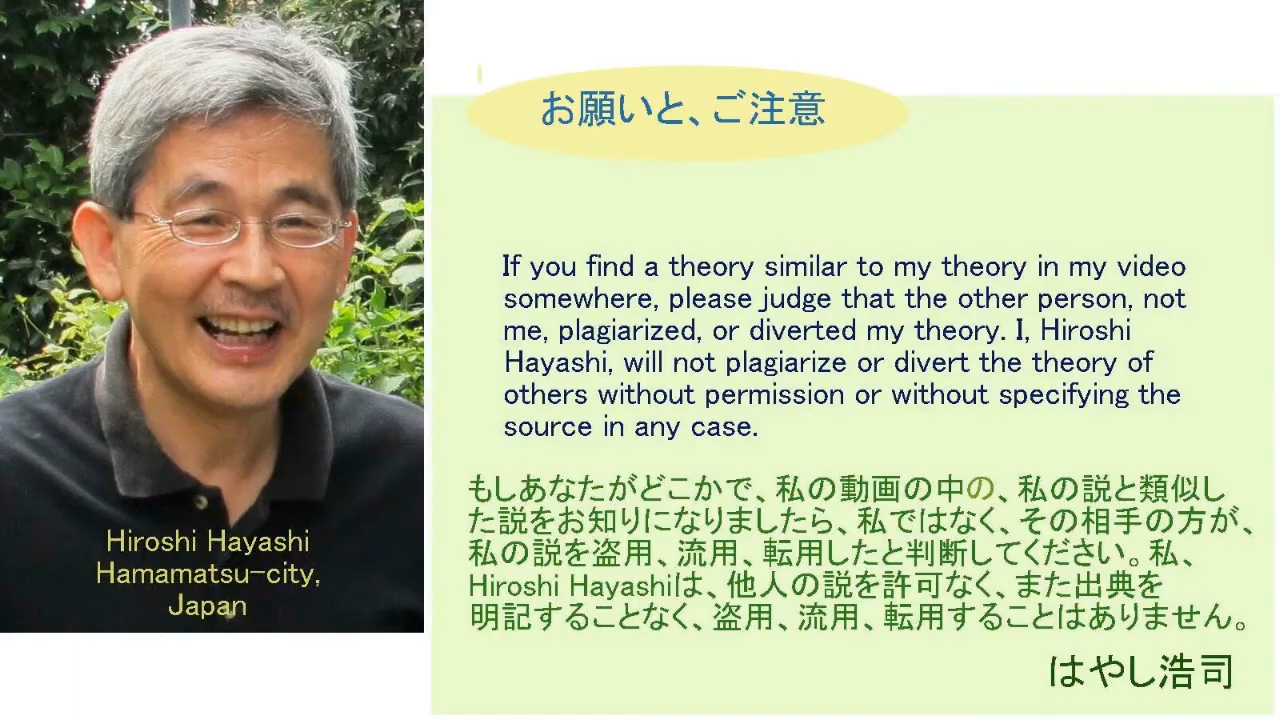 お願いと、ご注意
If you find a theory similar to my theory in my video
somewhere, please judge that the other person, not
me, plagiarized, or diverted my theory. I, Hiroshi
Hayashi, will not plagiarize or divert the theory of
others without permission or without specifying the
source in any case.
もしあなたがどこかで、私の動画の中の、私の説と類似し
た説をお知りになりましたら、私ではなく、その相手の方が、
私の説を盗用、流用、転用したと判断してください。私、
Hiroshi Hayashiは、他人の説を許可なく、また出典を
明記することなく、盗用、流用、転用することはありません。
はやし浩司
Hiroshi Hayashi
Hamamatsu-city,
Japan